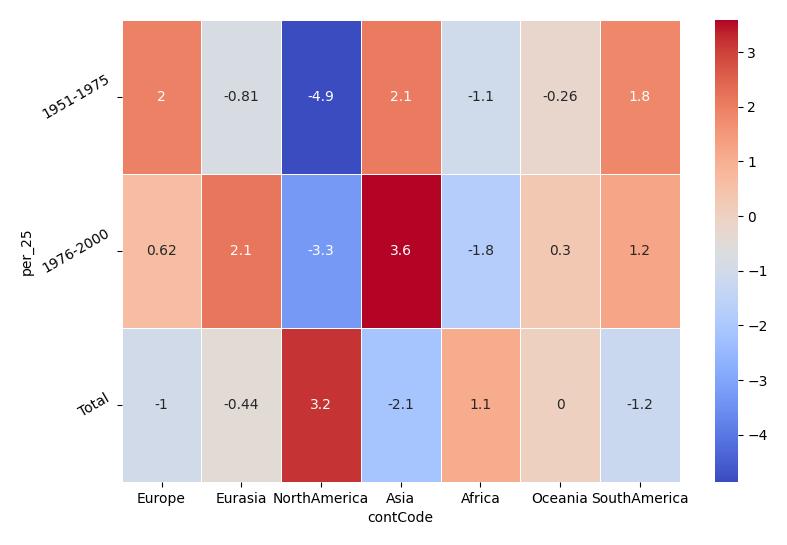 per_25
1951-1975
2 -0.81 -4.9 2.1 -1.1 -0.26 1.8
1976-2000
0.62 2.1 -3.3 3.6 -1.8 0.3 1.2
Total
-1 -0.44 3.2 -2.1 1.1 0 -1.2
Europe Eurasia NorthAmerica Asia Africa Oceania SouthAmerica
contCode
3
2
1
0
−1
−2
−3
−4